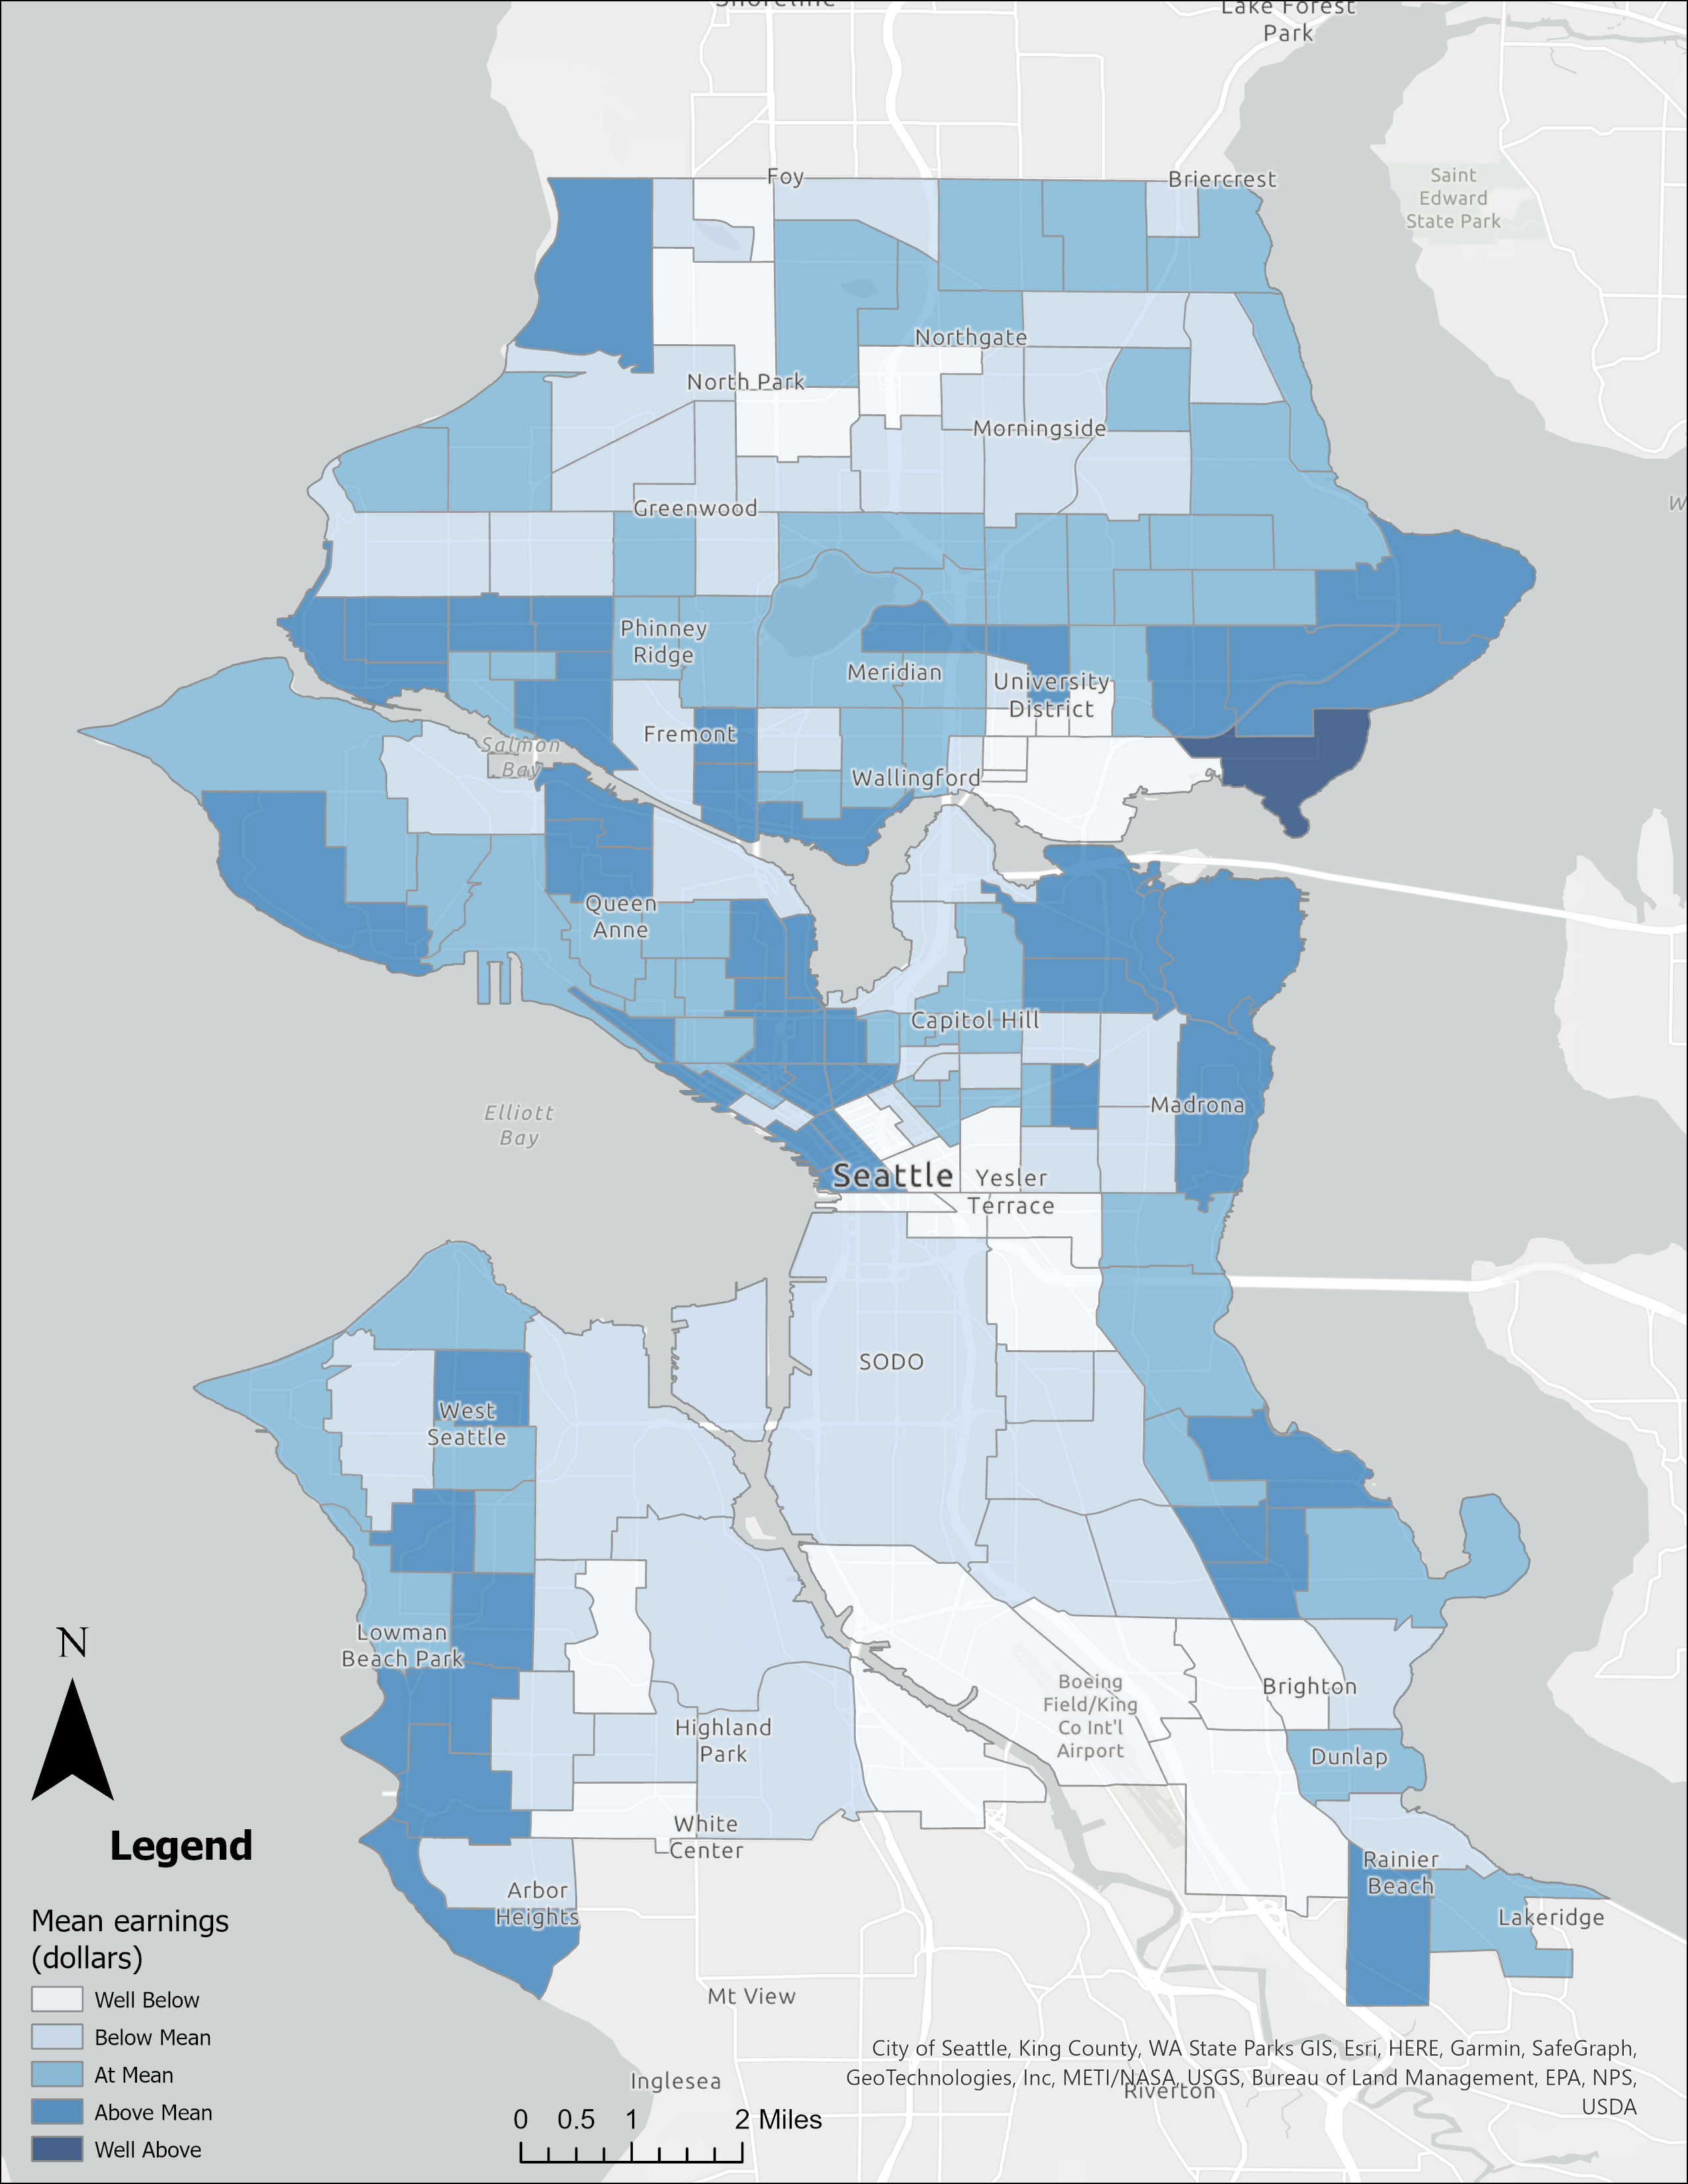 Shoreline
Lake Forest
Park
Saint
Edward
State Park
Foy
Briercrest
Northgate
North Park
Morningside
Greenwood
W
Phinney
Ridge
Meridian
University
District
Fremont
Salmon
Bay
Wallingford
Queen
Anne
Capitol Hill
Madrona
Elliott
Bay
Seattle
Yesler
Terrace
SODO
West
Seattle
Lowman
Beach Park
N
Boeing
Field/King
Co Int'l
Airport
Brighton
Highland
Park
Dunlap
White
Center
Rainier
Beach
Arbor
Heights
Lakeridge
Mt View
Inglesea
Riverton
Legend
Mean earnings
(dollars)
Well Below
Below Mean
At Mean
Above Mean
Well Above
0 0.5 1 2 Miles
City of Seattle, King County, WA State Parks GIS, Esri, HERE, Garmin, SafeGraph,
GeoTechnologies, Inc, METI/NASA, USGS, Bureau of Land Management, EPA, NPS,
USDA